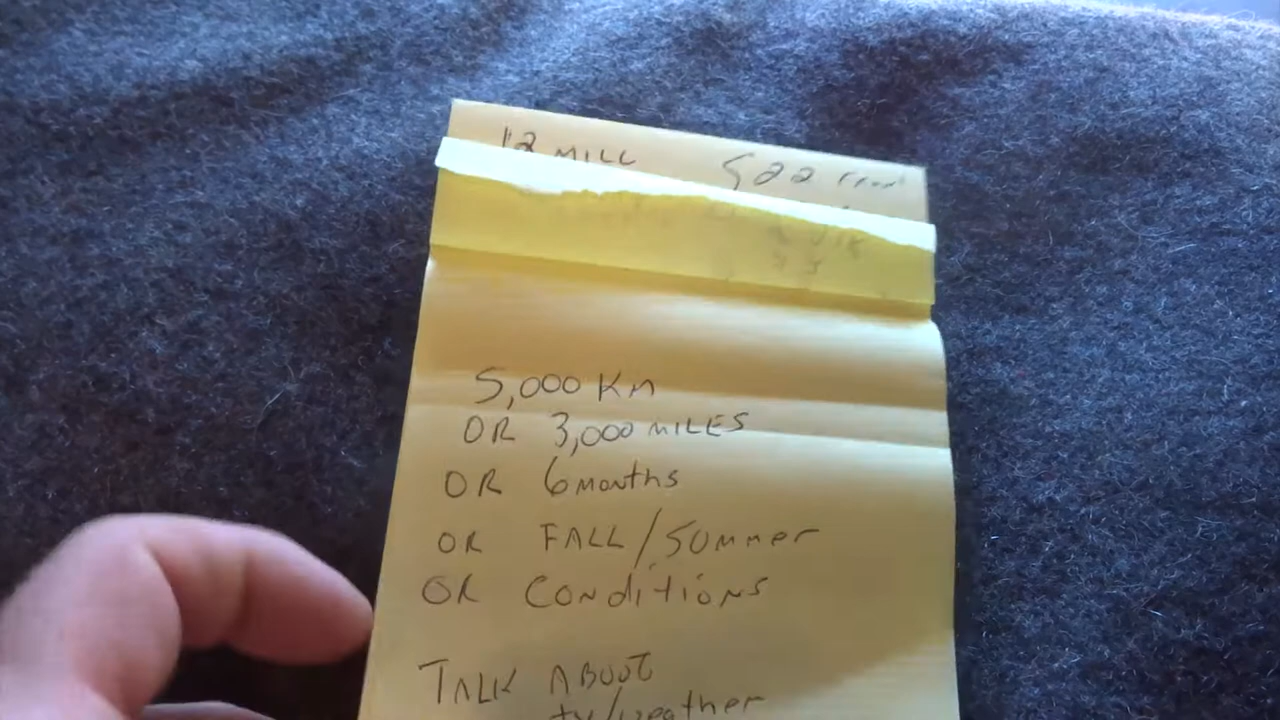 12 MILL
5,000 Km
OR 3,000 MILES
OR 6 months
OR FALL/Summer
OR Conditions
TALK ABOUT
/weather